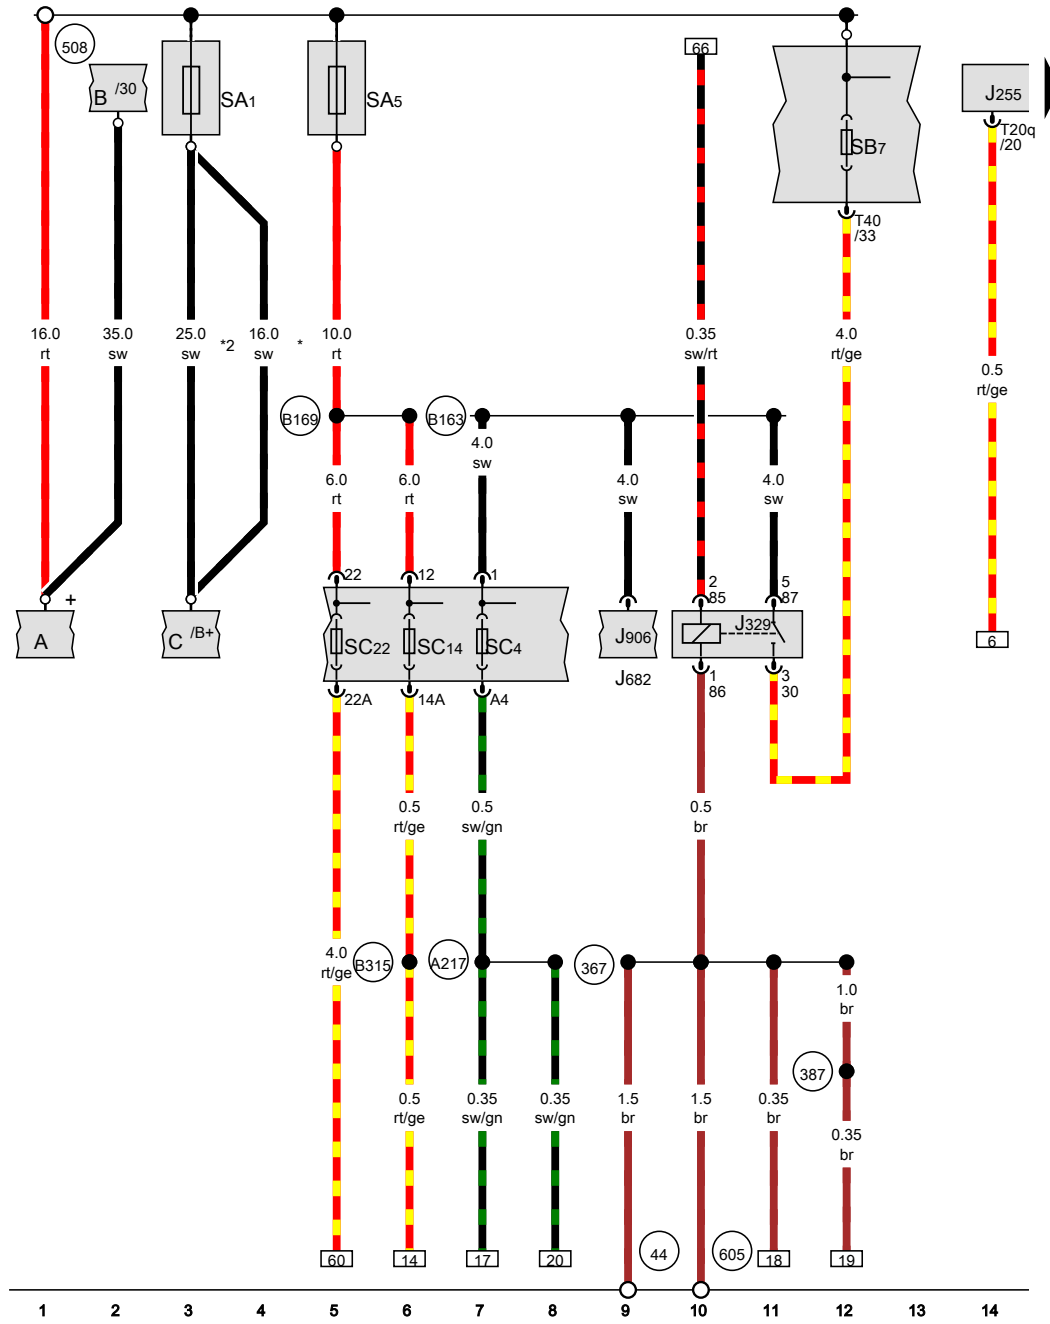 508
B /30
SA1
SA5
66
SB7
J255
T20q
/20
T40
/33
16.0
rt
35.0
sw
25.0
sw
*2
16.0
sw
*
10.0
rt
0.35
sw/rt
4.0
rt/ge
0.5
rt/ge
B169
B163
4.0
sw
6.0
rt
6.0
rt
4.0
sw
4.0
sw
22
12
1
2
85
5
87
+
A
C /B+
SC22
SC14
SC4
J906
J682
J329
6
22A
14A
A4
1
86
3
30
0.5
rt/ge
0.5
sw/gn
0.5
br
4.0
rt/ge
B315
A217
367
1.0
br
387
0.5
rt/ge
0.35
sw/gn
0.35
sw/gn
1.5
br
1.5
br
0.35
br
0.35
br
60
14
17
20
44
605
18
19
1 2 3 4 5 6 7 8 9 10 11 12 13 14